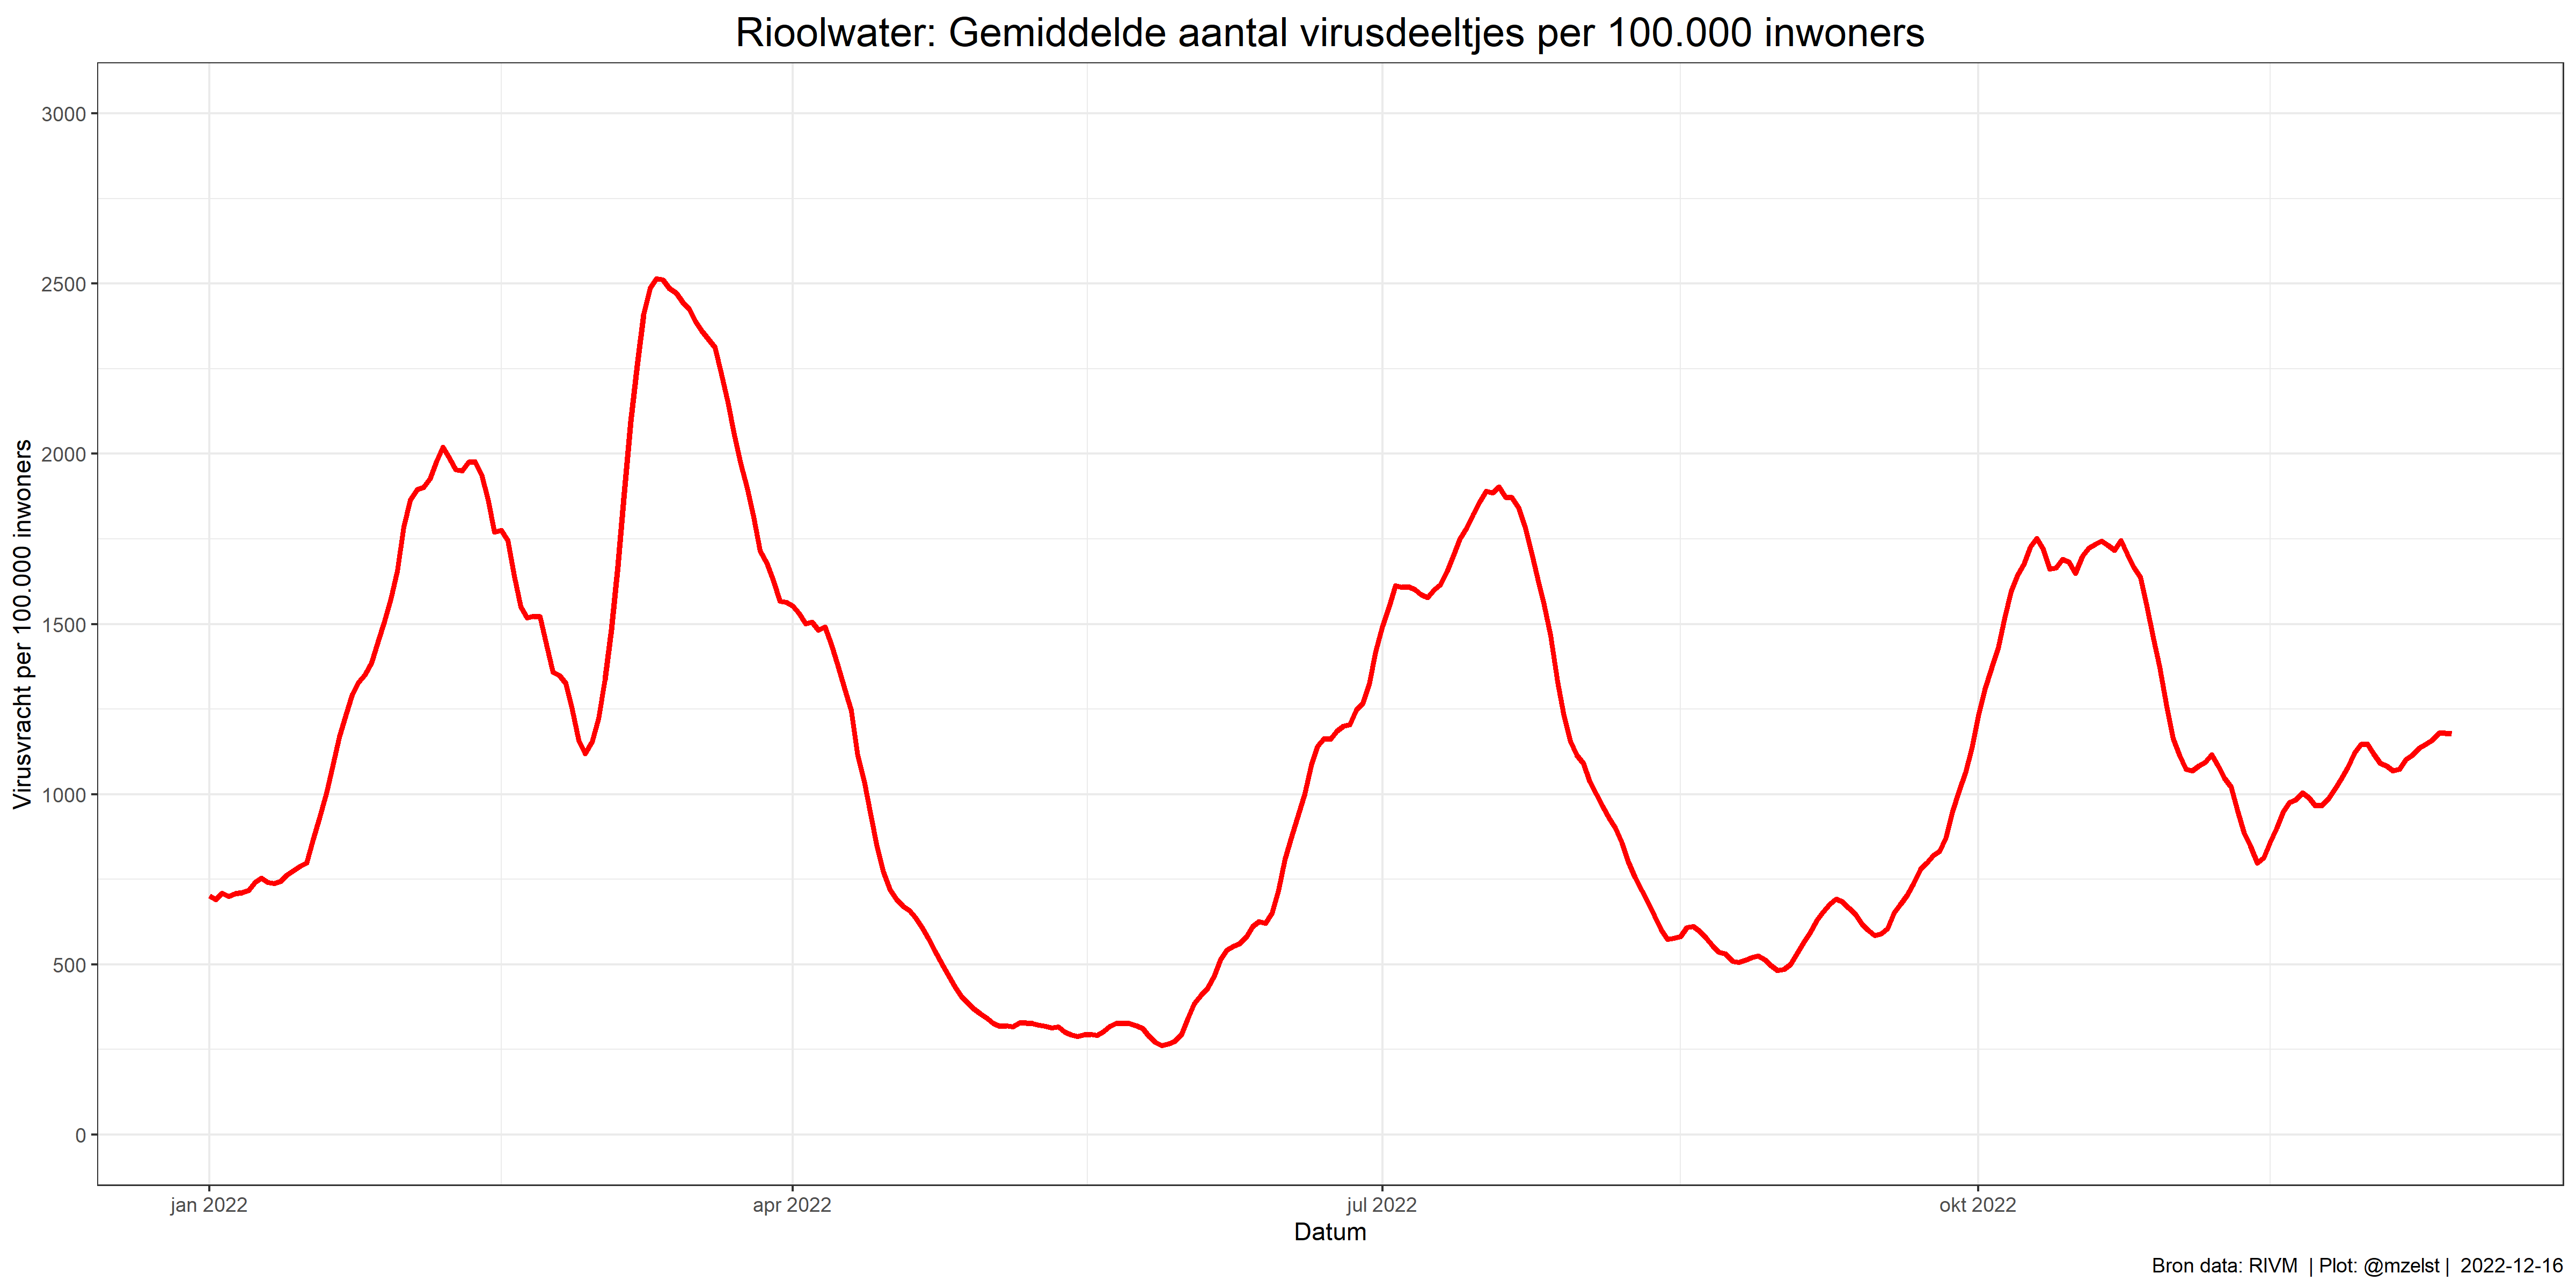 Rioolwater: Gemiddelde aantal virusdeeltjes per 100.000 inwoners
Virusvracht per 100.000 inwoners
3000
2500
2000
1500
1000
500
0
jan 2022
apr 2022
jul 2022
okt 2022
Datum
Bron data: RIVM | Plot: @mzelst | 2022-12-16